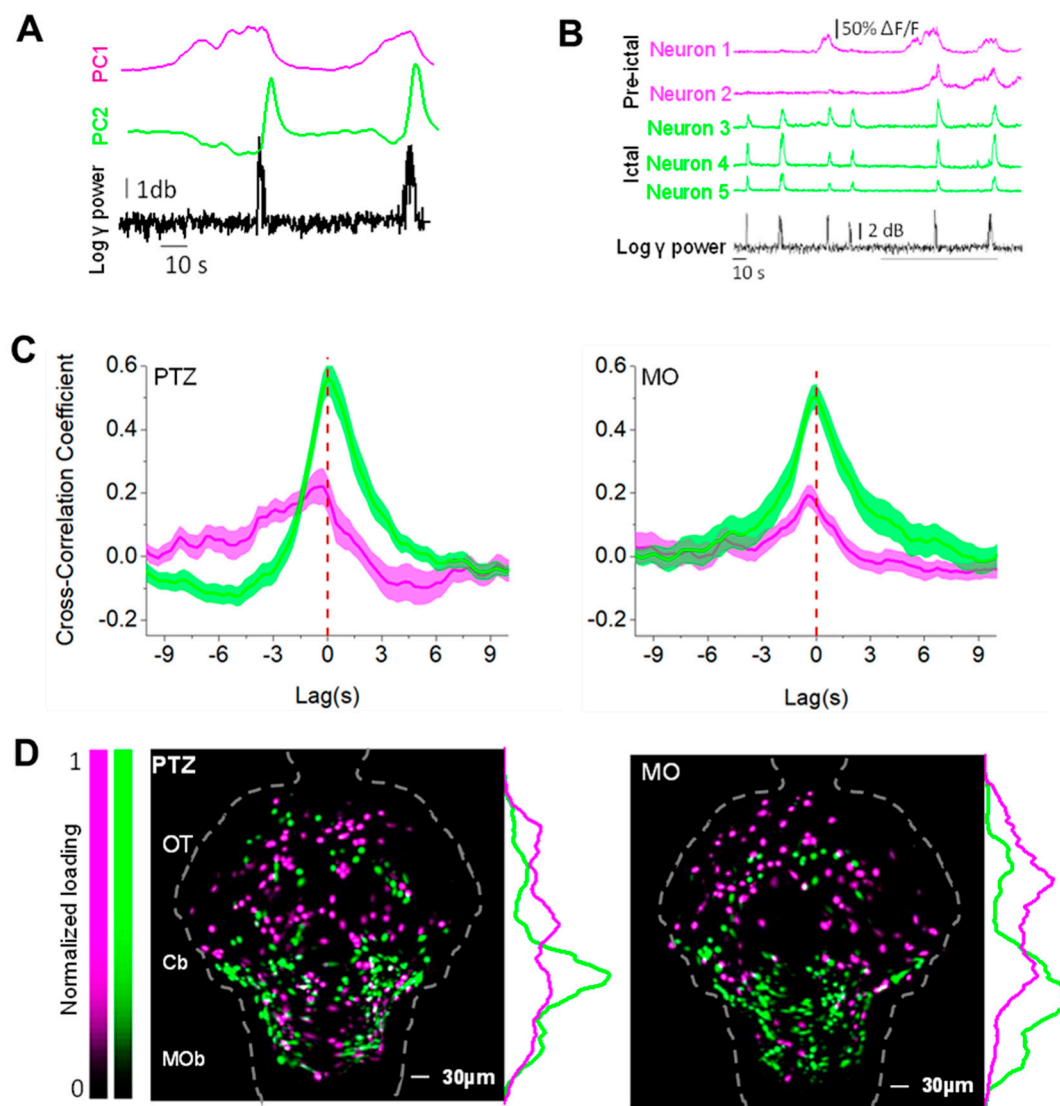 A
PC1
PC2
1db
Log γ power
10 s
B
50% ΔF/F
Pre-ictal
Neuron 1
Neuron 2
Ictal
Neuron 3
Neuron 4
Neuron 5
Log γ power
2 dB
10 s
C
Cross-Correlation Coefficient
PTZ
0.6
0.4
0.2
0.0
-0.2
-9 -6 -3 0 3 6 9
Lag(s)
MO
0.6
0.4
0.2
0.0
-0.2
-9 -6 -3 0 3 6 9
Lag(s)
D
Normalized loading
1
0
PTZ
OT
Cb
MOb
30µm
MO
30µm